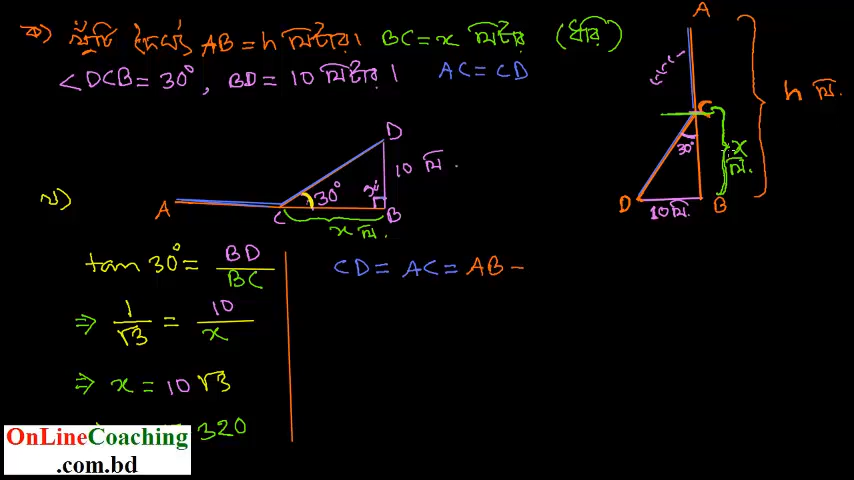 ক) খুঁটির দৈর্ঘ্য AB = h মিটার। BC = x মিটার (ধরি)
∠DCB = 30°, BD = 10 মিটার। AC = CD
A
C
h মি.
30°
x মি.
D
B
10 মি.
খ)
D
10 মি.
30°
A
C
B
x মি.
tan 30° = BD/BC
CD = AC = AB -
⇒ 1/√3 = 10/x
⇒ x = 10√3
320
OnLineCoaching
.com.bd